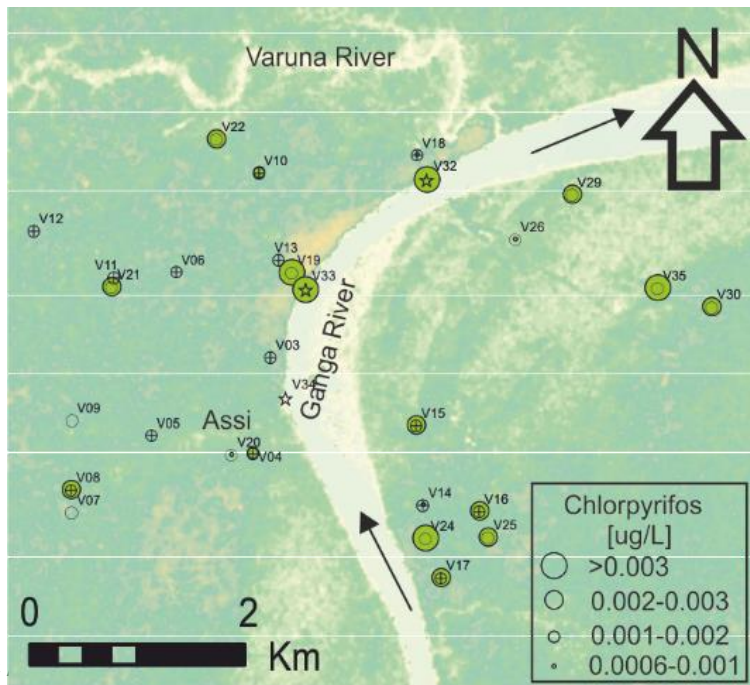 Varuna River
N
V22
V18
V10
V32
V29
V12
V26
V13
V11
V06
V19
V21
V33
V35
V30
Ganga River
V03
V34
V09
Assi
V15
V05
V20
V04
V08
V07
V14
V16
V24
V25
V17
Chlorpyrifos
[ug/L]
>0.003
0.002-0.003
0.001-0.002
0.0006-0.001
0 2
Km